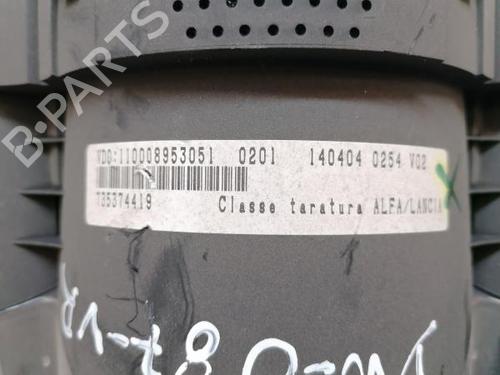 B-PARTS
VDO:110008953051 0201 140404 0254 V02
735374419 Classe taratura ALFA/LANCIA